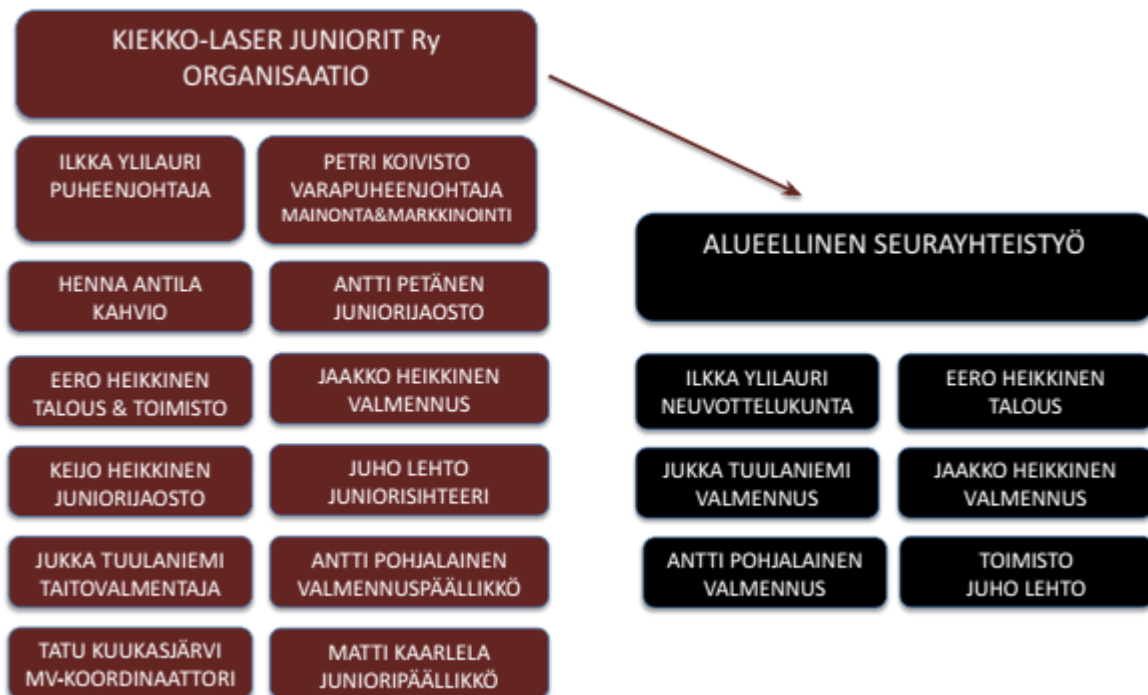 KIEKKO-LASER JUNIORIT Ry
ORGANISAATIO
ILKKA YLILAURI
PUHEENJOHTAJA
PETRI KOIVISTO
VARAPUHEENJOHTAJA
MAINONTA&MARKKINOINTI
HENNA ANTILA
KAHVIO
ANTTI PETÄNEN
JUNIORIJAOSTO
EERO HEIKKINEN
TALOUS & TOIMISTO
JAAKKO HEIKKINEN
VALMENNUS
KEIJO HEIKKINEN
JUNIORIJAOSTO
JUHO LEHTO
JUNIORISIHTEERI
JUKKA TUULANIEMI
TAITOVALMENTAJA
ANTTI POHJALAINEN
VALMENNUSPÄÄLLIKKÖ
TATU KUUKASJÄRVI
MV-KOORDINAATTORI
MATTI KAARLELA
JUNIORIPÄÄLLIKKÖ
ALUEELLINEN SEURAYHTEISTYÖ
ILKKA YLILAURI
NEUVOTTELUKUNTA
EERO HEIKKINEN
TALOUS
JUKKA TUULANIEMI
VALMENNUS
JAAKKO HEIKKINEN
VALMENNUS
ANTTI POHJALAINEN
VALMENNUS
TOIMISTO
JUHO LEHTO